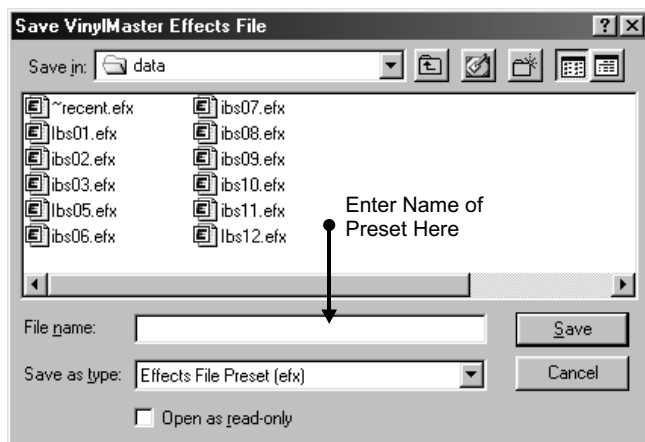 Save VinylMaster Effects File
Save in: data
~recent.efx ibs07.efx
Ibs01.efx ibs08.efx
ibs02.efx ibs09.efx
ibs03.efx ibs10.efx
Ibs05.efx ibs11.efx
ibs06.efx Ibs12.efx
Enter Name of
Preset Here
File name: Save
Save as type: Effects File Preset (efx) Cancel
Open as read-only